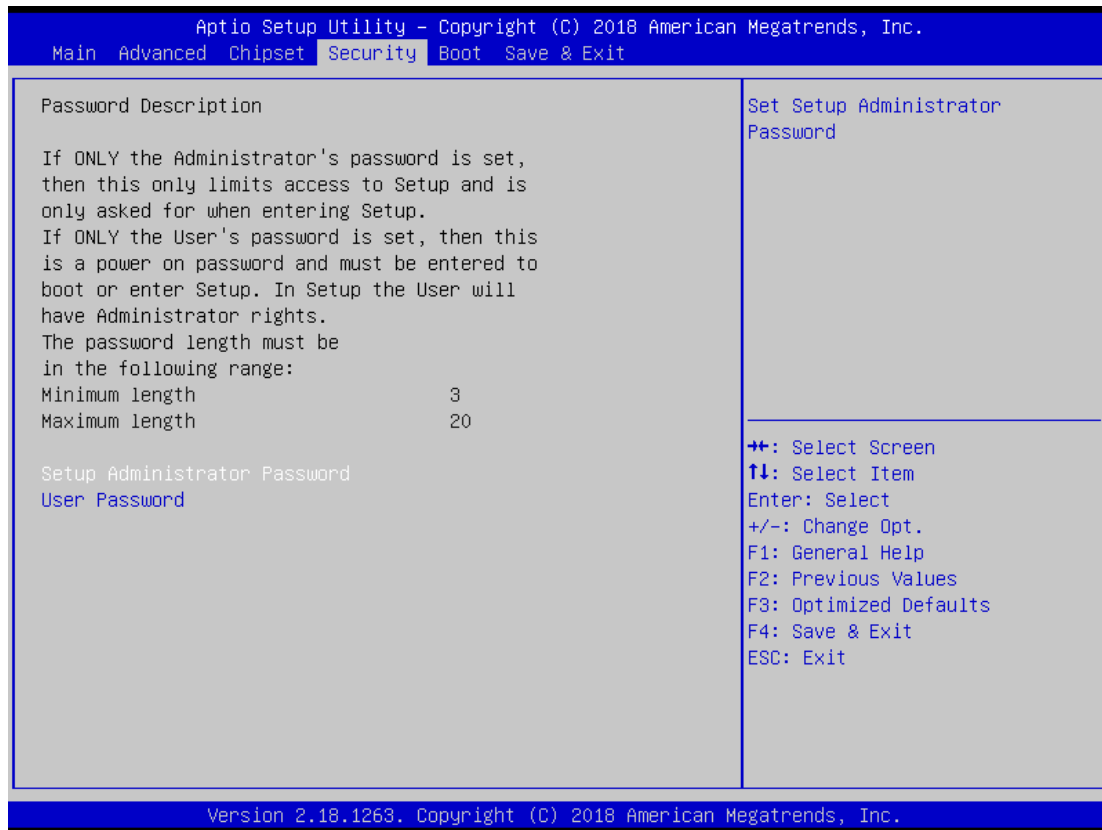 Aptio Setup Utility – Copyright (C) 2018 American Megatrends, Inc.
Main Advanced Chipset Security Boot Save & Exit
Password Description
If ONLY the Administrator's password is set,
then this only limits access to Setup and is
only asked for when entering Setup.
If ONLY the User's password is set, then this
is a power on password and must be entered to
boot or enter Setup. In Setup the User will
have Administrator rights.
The password length must be
in the following range:
Minimum length 3
Maximum length 20
Setup Administrator Password
User Password
Set Setup Administrator
Password
→←: Select Screen
↑↓: Select Item
Enter: Select
+/-: Change Opt.
F1: General Help
F2: Previous Values
F3: Optimized Defaults
F4: Save & Exit
ESC: Exit
Version 2.18.1263. Copyright (C) 2018 American Megatrends, Inc.